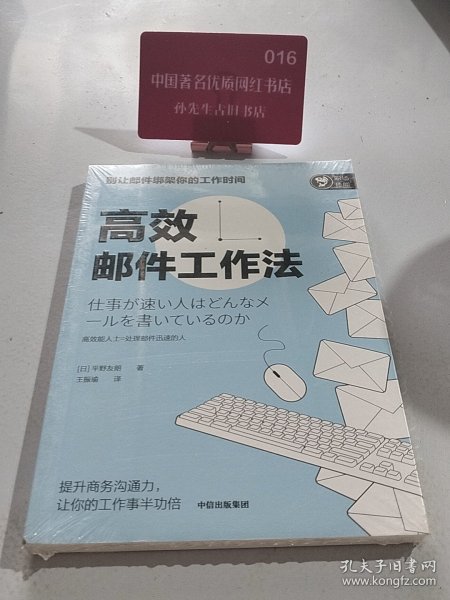 016
中国著名优质网红书店
孙先生古旧书店
别让邮件绑架你的工作时间
高效
邮件工作法
仕事が速い人はどんなメ
ールを書いているのか
高效能人士=处理邮件迅速的人
[日]平野友朗 著
王振瑜 译
提升商务沟通力,
让你的工作事半功倍
中信出版集团
孔夫子旧书网
www.kongfz.com